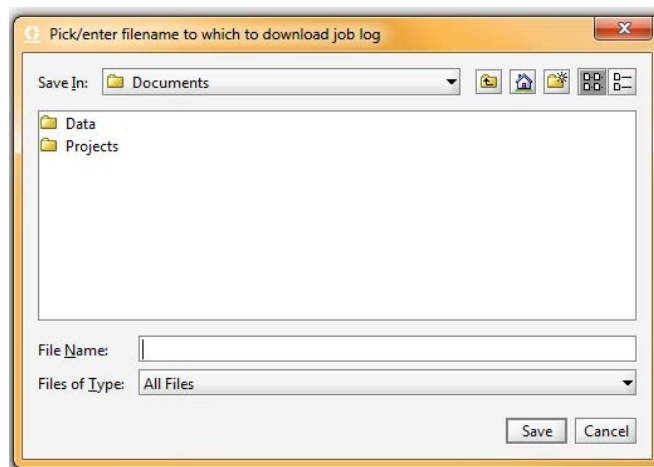 Pick/enter filename to which to download job log
Save In: Documents
Data
Projects
File Name:
Files of Type: All Files
Save Cancel